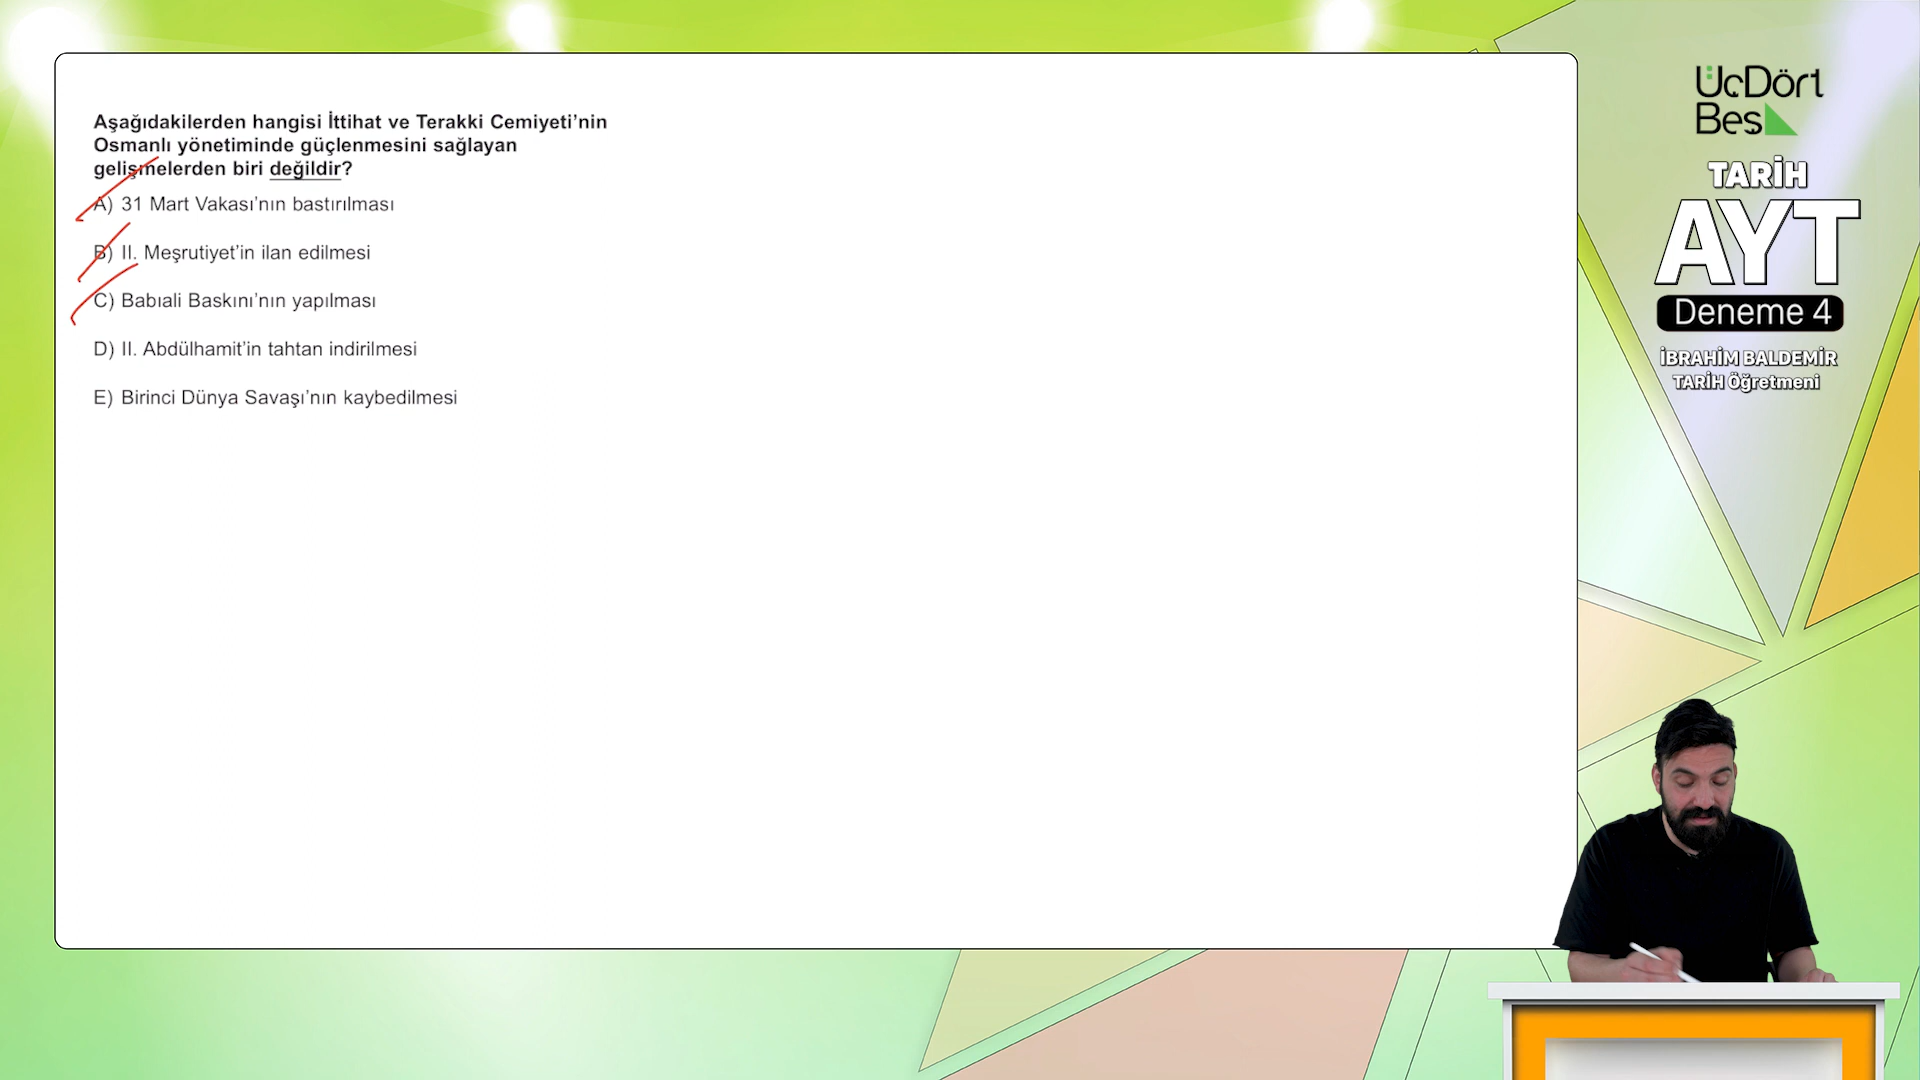 Aşağıdakilerden hangisi İttihat ve Terakki Cemiyeti’nin
Osmanlı yönetiminde güçlenmesini sağlayan
gelişmelerden biri değildir?
A) 31 Mart Vakası’nın bastırılması
B) II. Meşrutiyet’in ilan edilmesi
C) Babıali Baskını’nın yapılması
D) II. Abdülhamit’in tahtan indirilmesi
E) Birinci Dünya Savaşı’nın kaybedilmesi
ÜçDört
Beş
TARİH
AYT
Deneme 4
İBRAHİM BALDEMİR
TARİH Öğretmeni